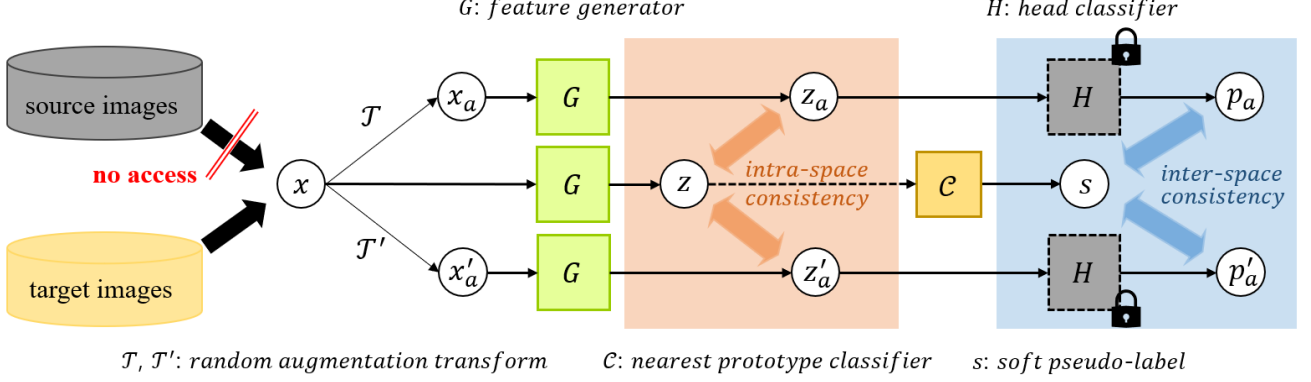 G: feature generator
H: head classifier
source images
no access
target images
x
𝒯
𝒯′
x_a
x′_a
G
G
G
z_a
z
z′_a
intra-space
consistency
𝒞
H
H
s
p_a
p′_a
inter-space
consistency
𝒯, 𝒯′: random augmentation transform
𝒞: nearest prototype classifier
s: soft pseudo-label